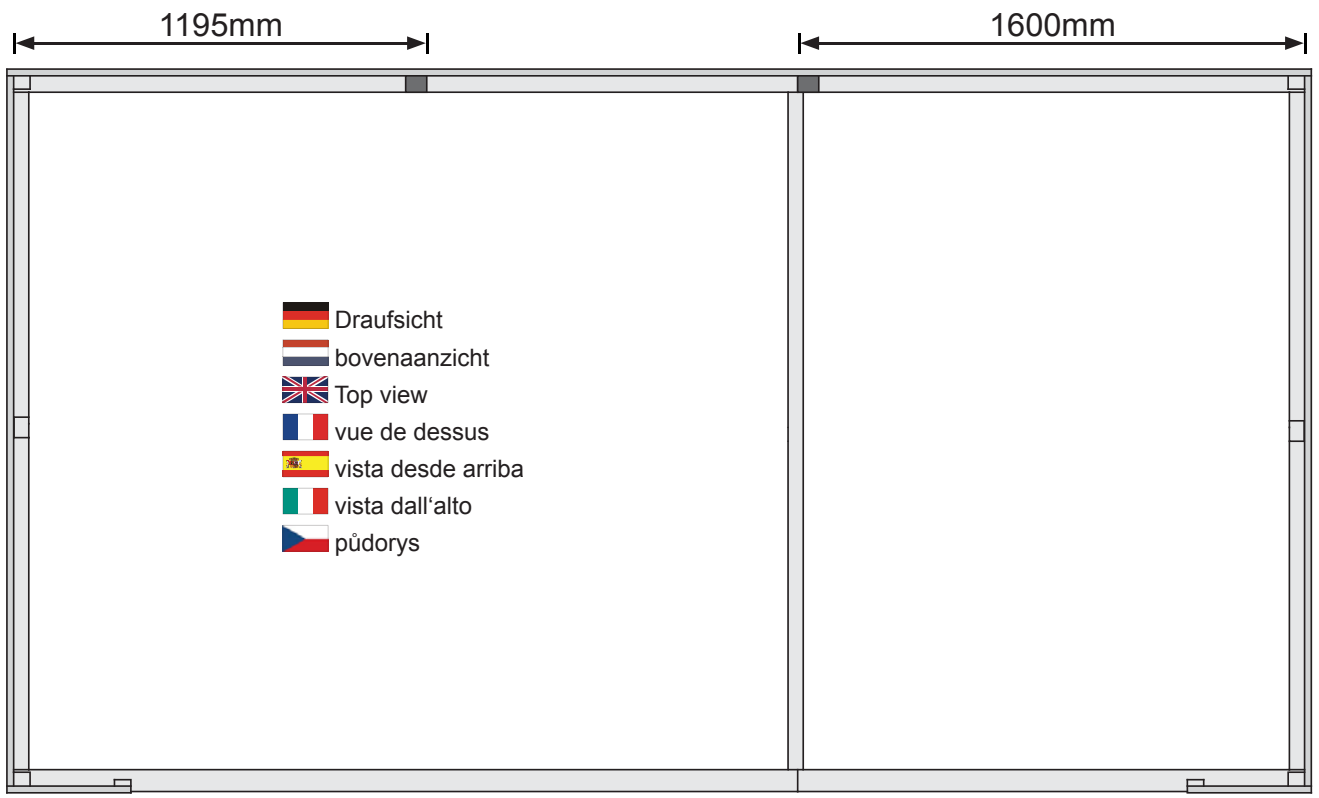 1195mm
1600mm
Draufsicht
bovenaanzicht
Top view
vue de dessus
vista desde arriba
vista dall‘alto
půdorys